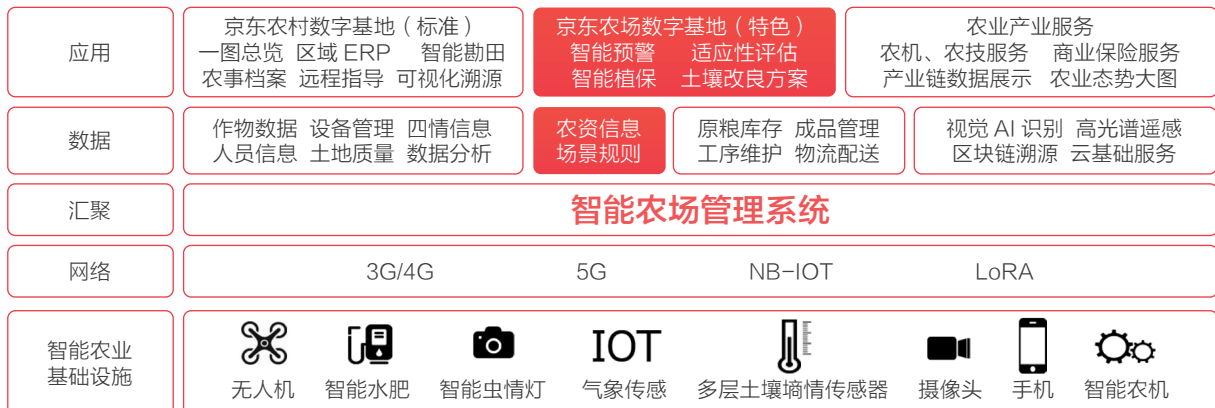 应用
京东农村数字基地（标准）
一图总览 区域 ERP 智能勘田
农事档案 远程指导 可视化溯源
京东农场数字基地（特色）
智能预警 适应性评估
智能植保 土壤改良方案
农业产业服务
农机、农技服务 商业保险服务
产业链数据展示 农业态势大图
数据
作物数据 设备管理 四情信息
人员信息 土地质量 数据分析
农资信息
场景规则
原粮库存 成品管理
工序维护 物流配送
视觉 AI 识别 高光谱遥感
区块链溯源 云基础服务
汇聚
智能农场管理系统
网络
3G/4G 5G NB-IOT LoRA
智能农业
基础设施
IOT
无人机 智能水肥 智能虫情灯 气象传感 多层土壤墒情传感器 摄像头 手机 智能农机